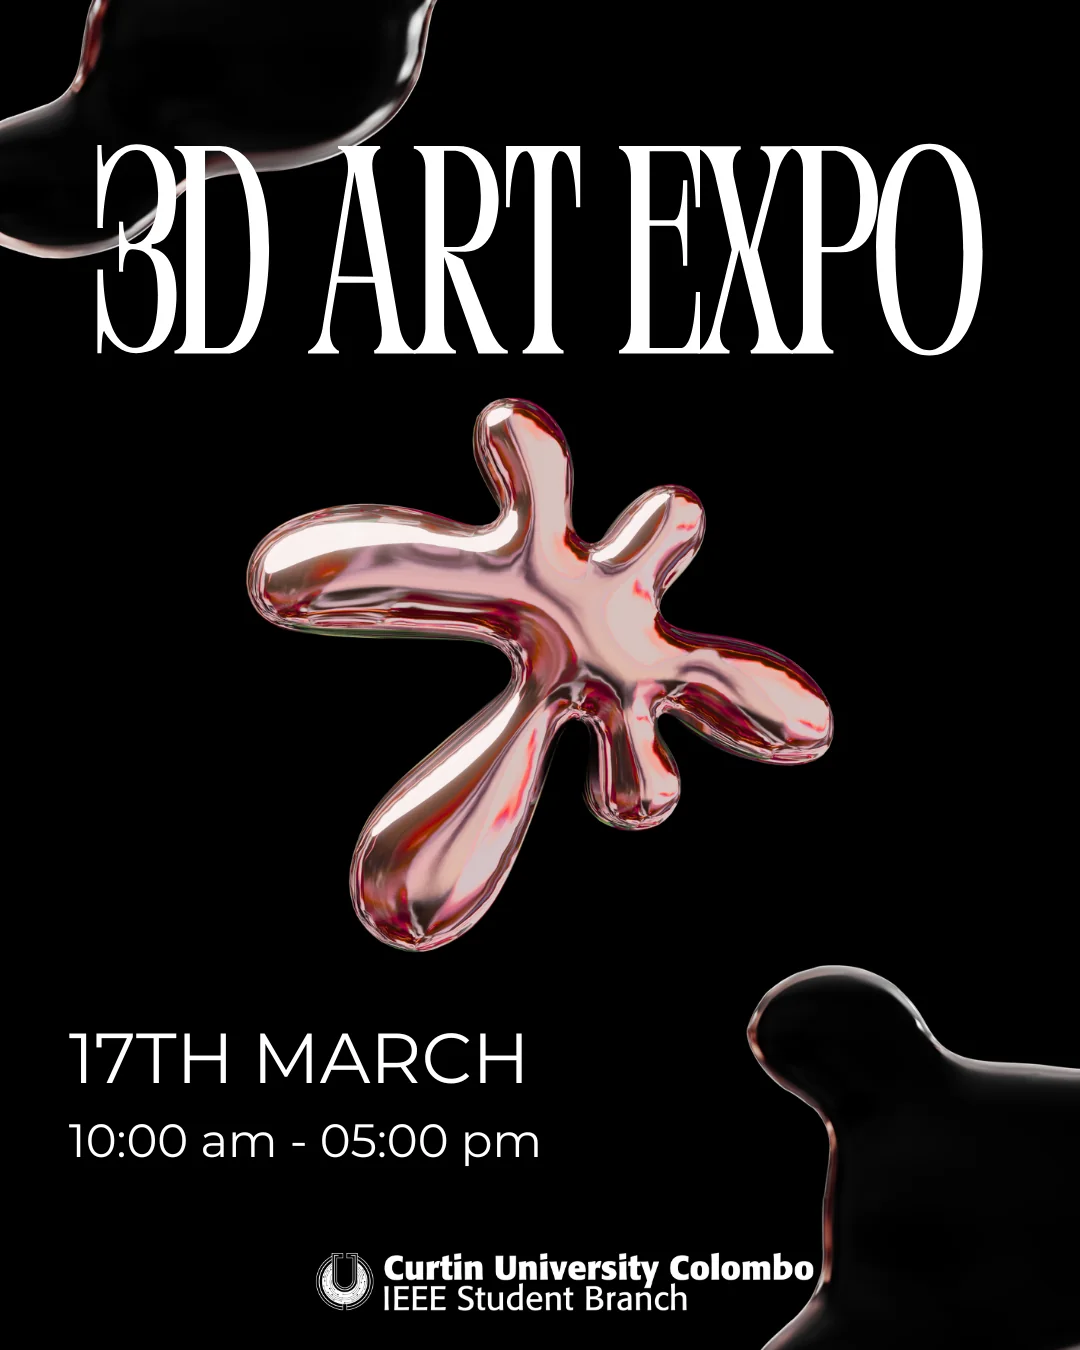 3D ART EXPO
17TH MARCH
10:00 am - 05:00 pm
Curtin University Colombo
IEEE Student Branch